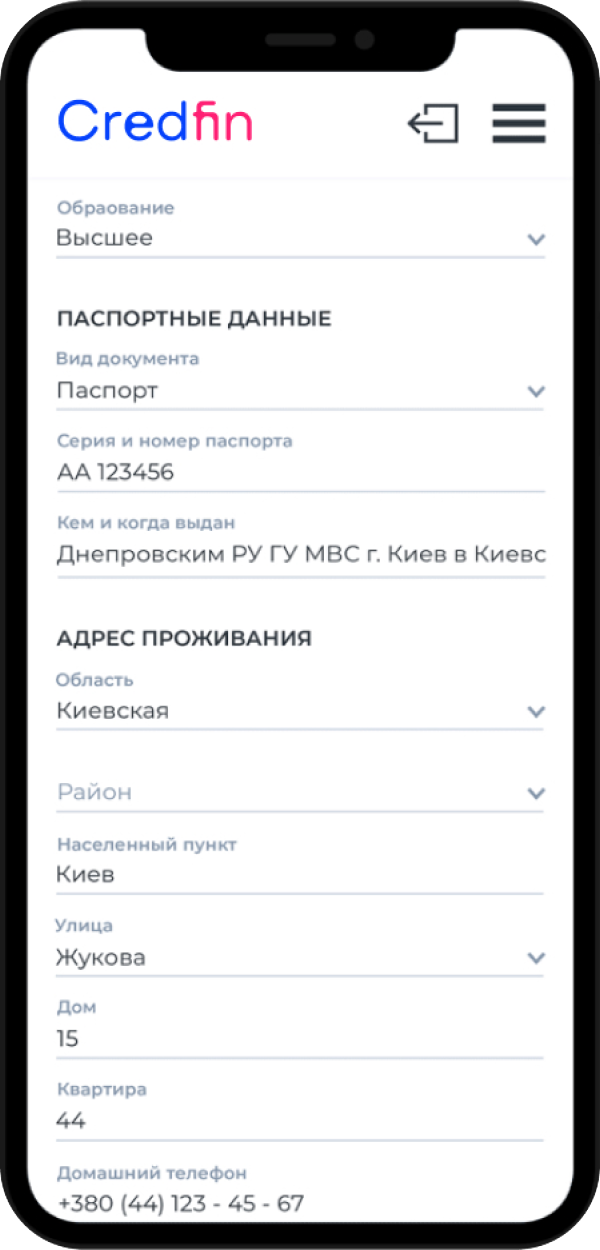 Credfin
Обраование
Высшее
ПАСПОРТНЫЕ ДАННЫЕ
Вид документа
Паспорт
Серия и номер паспорта
АА 123456
Кем и когда выдан
Днепровским РУ ГУ МВС г. Киев в Киевс
АДРЕС ПРОЖИВАНИЯ
Область
Киевская
Район
Населенный пункт
Киев
Улица
Жукова
Дом
15
Квартира
44
Домашний телефон
+380 (44) 123 - 45 - 67